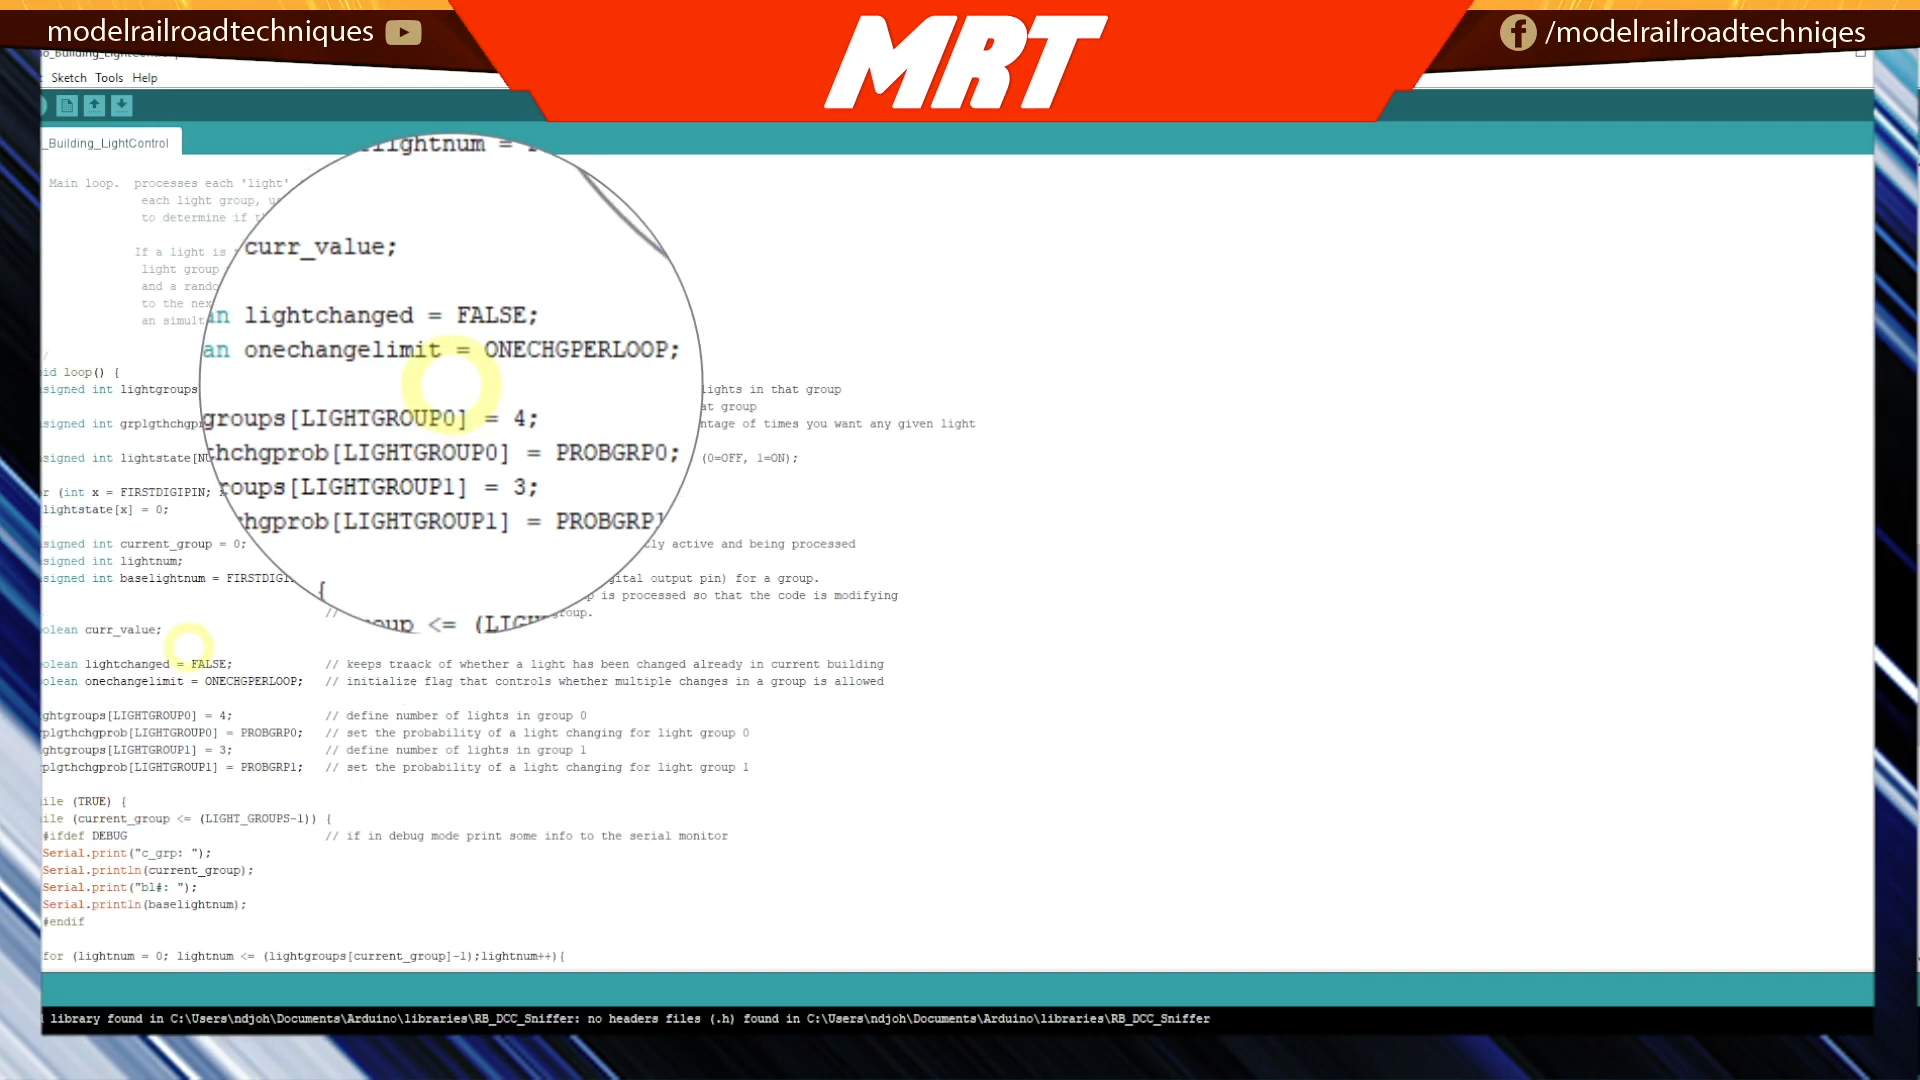 modelrailroadtechniques
MRT
/modelrailroadtechniqes
Sketch Tools Help
_Building_LightControl
Main loop. processes each 'light'
each light group,
to determine if
If a light is
light group
and a
to the
an
curr_value;
lightchanged = FALSE;
onechangelimit = ONECHGPERLOOP;
groups[LIGHTGROUP0] = 4;
hchgprob[LIGHTGROUP0] = PROBGRP0;
roups[LIGHTGROUP1] = 3;
hgprob[LIGHTGROUP1] = PROBGRP1
{
oup <= (LIG
id loop() {
signed int lightgroups
lights in that group
at group
signed int
ntage of times you want any given light
signed int lightstate[
(0=OFF, 1=ON);
r (int x = FIRSTDIGIPIN;
lightstate[x] = 0;
signed int current_group = 0;
ly active and being processed
signed int lightnum;
signed int baselightnum = FIRSTDIGI
gital output pin) for a group.
is processed so that the code is modifying
//
group.
olean curr_value;
olean lightchanged = FALSE; // keeps traack of whether a light has been changed already in current building
olean onechangelimit = ONECHGPERLOOP; // initialize flag that controls whether multiple changes in a group is allowed
ghtgroups[LIGHTGROUP0] = 4; // define number of lights in group 0
plgthchgprob[LIGHTGROUP0] = PROBGRP0; // set the probability of a light changing for light group 0
ghtgroups[LIGHTGROUP1] = 3; // define number of lights in group 1
plgthchgprob[LIGHTGROUP1] = PROBGRP1; // set the probability of a light changing for light group 1
ile (TRUE) {
ile (current_group <= (LIGHT_GROUPS-1)) {
#ifdef DEBUG // if in debug mode print some info to the serial monitor
Serial.print("c_grp: ");
Serial.println(current_group);
Serial.print("bl#: ");
Serial.println(baselightnum);
#endif
for (lightnum = 0; lightnum <= (lightgroups[current_group]-1);lightnum++){
library found in C:\Users\ndjoh\Documents\Arduino\libraries\RB_DCC_Sniffer: no headers files (.h) found in C:\Users\ndjoh\Documents\Arduino\libraries\RB_DCC_Sniffer